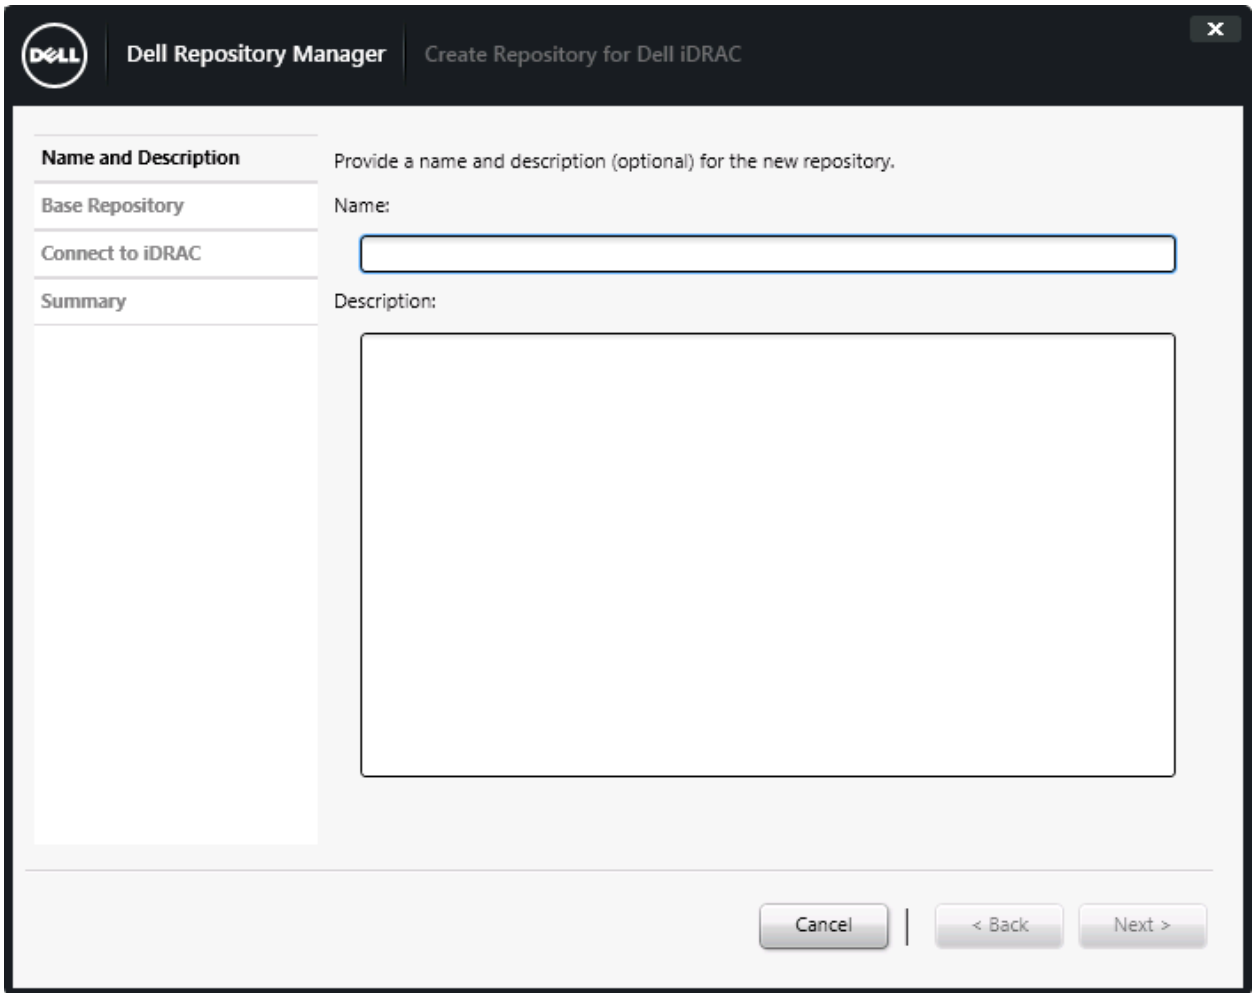 DELL
Dell Repository Manager
Create Repository for Dell iDRAC
x
Name and Description
Base Repository
Connect to iDRAC
Summary
Provide a name and description (optional) for the new repository.
Name:
Description:
Cancel
< Back
Next >